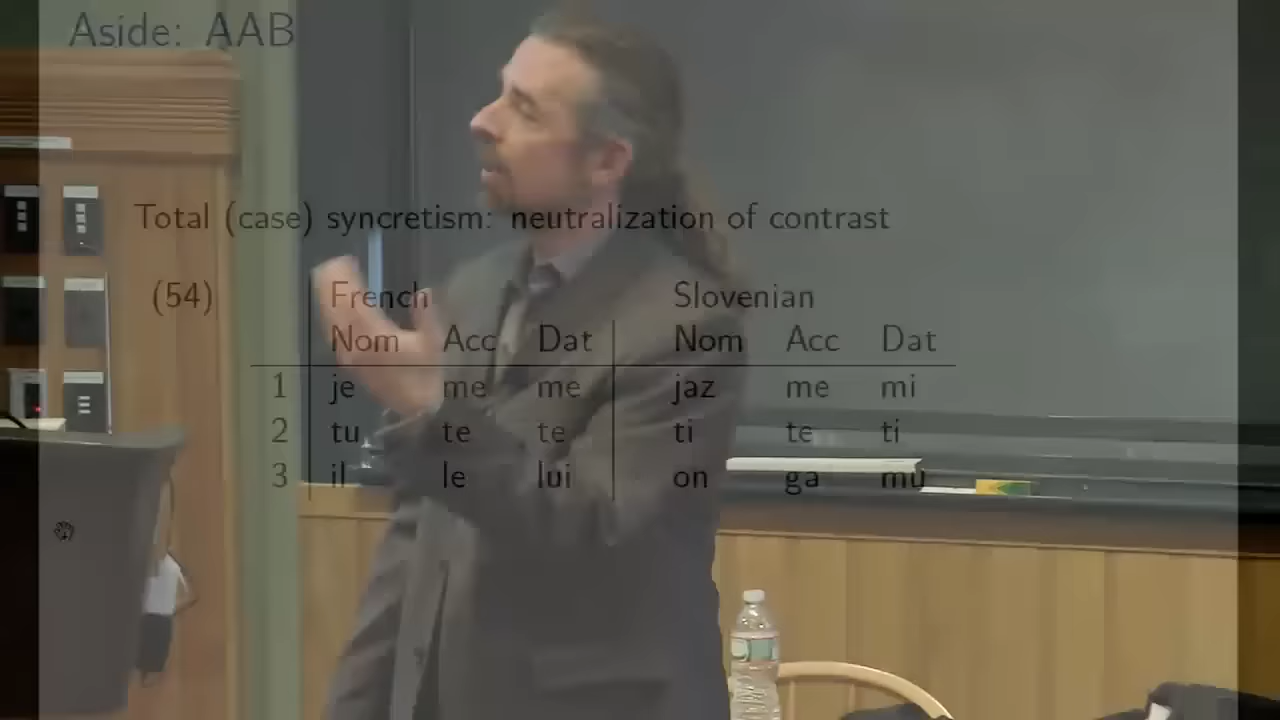 Aside: AAB
Total (case) syncretism: neutralization of contrast
(54) French Slovenian
Nom Acc Dat Nom Acc Dat
1 je me me jaz me mi
2 tu te te ti te ti
3 il le lui on ga mu